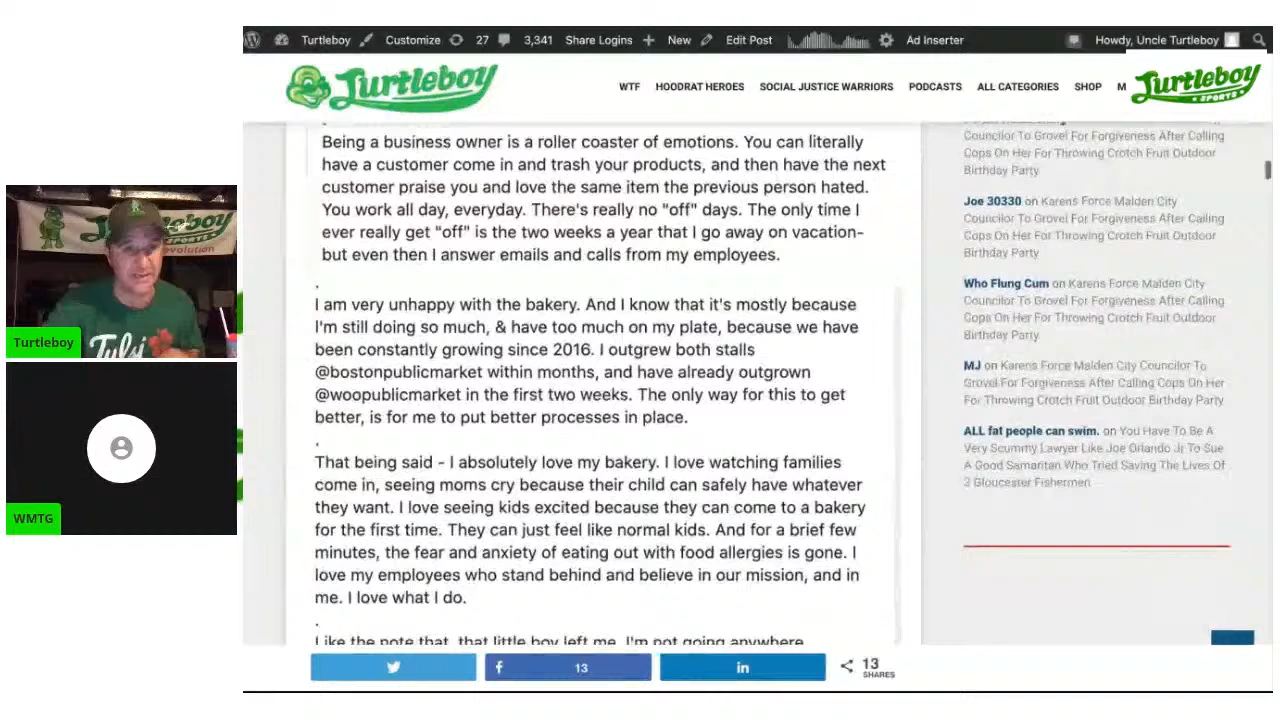 Turtleboy
Customize
27
3,341
Share Logins
New
Edit Post
Ad Inserter
Howdy, Uncle Turtleboy
Turtleboy
WTF
HOODRAT HEROES
SOCIAL JUSTICE WARRIORS
PODCASTS
ALL CATEGORIES
SHOP
M
Turtleboy
SPORTS
Being a business owner is a roller coaster of emotions. You can literally
have a customer come in and trash your products, and then have the next
customer praise you and love the same item the previous person hated.
You work all day, everyday. There's really no "off" days. The only time I
ever really get "off" is the two weeks a year that I go away on vacation-
but even then I answer emails and calls from my employees.
.
I am very unhappy with the bakery. And I know that it's mostly because
I'm still doing so much, & have too much on my plate, because we have
been constantly growing since 2016. I outgrew both stalls
@bostonpublicmarket within months, and have already outgrown
@woopublicmarket in the first two weeks. The only way for this to get
better, is for me to put better processes in place.
.
That being said - I absolutely love my bakery. I love watching families
come in, seeing moms cry because their child can safely have whatever
they want. I love seeing kids excited because they can come to a bakery
for the first time. They can just feel like normal kids. And for a brief few
minutes, the fear and anxiety of eating out with food allergies is gone. I
love my employees who stand behind and believe in our mission, and in
me. I love what I do.
.
Like the note that, that little boy left me, I'm not going anywhere
Councilor To Grovel For Forgiveness After Calling
Cops On Her For Throwing Crotch Fruit Outdoor
Birthday Party
Joe 30330 on Karens Force Malden City
Councilor To Grovel For Forgiveness After Calling
Cops On Her For Throwing Crotch Fruit Outdoor
Birthday Party
Who Flung Cum on Karens Force Malden City
Councilor To Grovel For Forgiveness After Calling
Cops On Her For Throwing Crotch Fruit Outdoor
Birthday Party
MJ on Karens Force Malden City Councilor To
Grovel For Forgiveness After Calling Cops On Her
For Throwing Crotch Fruit Outdoor Birthday Party
ALL fat people can swim. on You Have To Be A
Very Scummy Lawyer Like Joe Orlando Jr To Sue
A Good Samaritan Who Tried Saving The Lives Of
2 Gloucester Fishermen
13
in
13
SHARES
Turtleboy
SPORTS
Tulsi
Turtleboy
WMTG